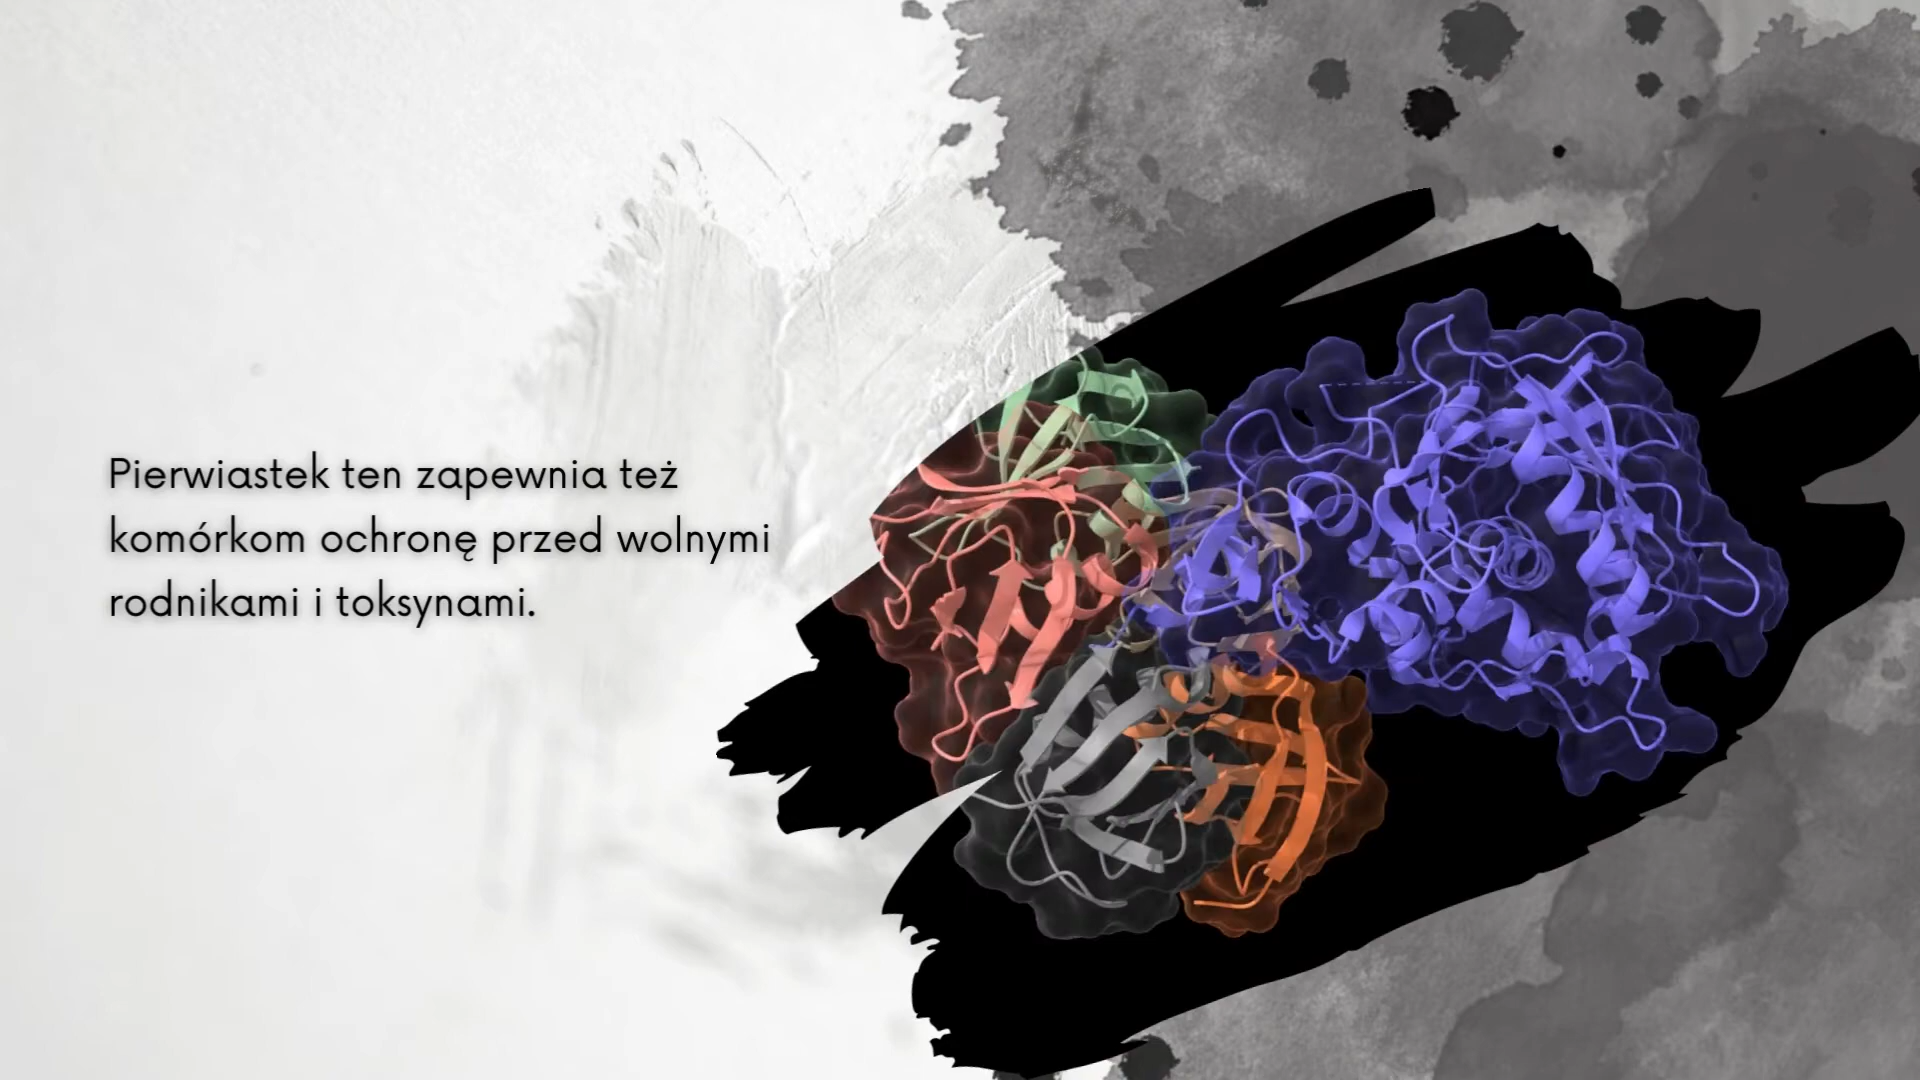 Pierwiastek ten zapewnia też
komórkom ochronę przed wolnymi
rodnikami i toksynami.